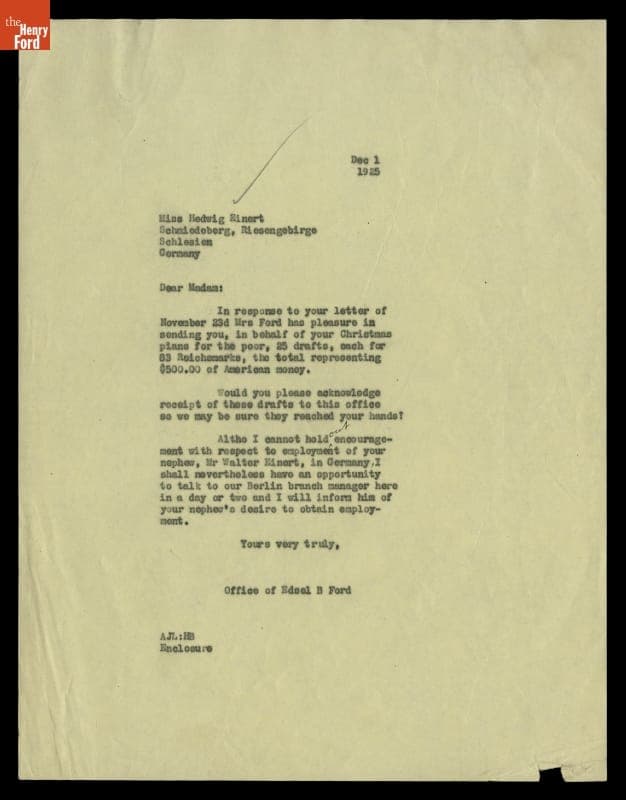 the
Henry
Ford
Dec 1
1925
Miss Hedwig Einert
Schmiedeberg, Riesengebirge
Schlesien
Germany
Dear Madam:
In response to your letter of
November 23d Mrs Ford has pleasure in
sending you, in behalf of your Christmas
plans for the poor, 25 drafts, each for
83 Reichsmarks, the total representing
$500.00 of American money.
Would you please acknowledge
receipt of these drafts to this office
so we may be sure they reached your hands?
Altho I cannot hold out encourage-
ment with respect to employment of your
nephew, Mr Walter Einert, in Germany, I
shall nevertheless have an opportunity
to talk to our Berlin branch manager here
in a day or two and I will inform him of
your nephew's desire to obtain employ-
ment.
Yours very truly,
Office of Edsel B Ford
AJL:HB
Enclosure